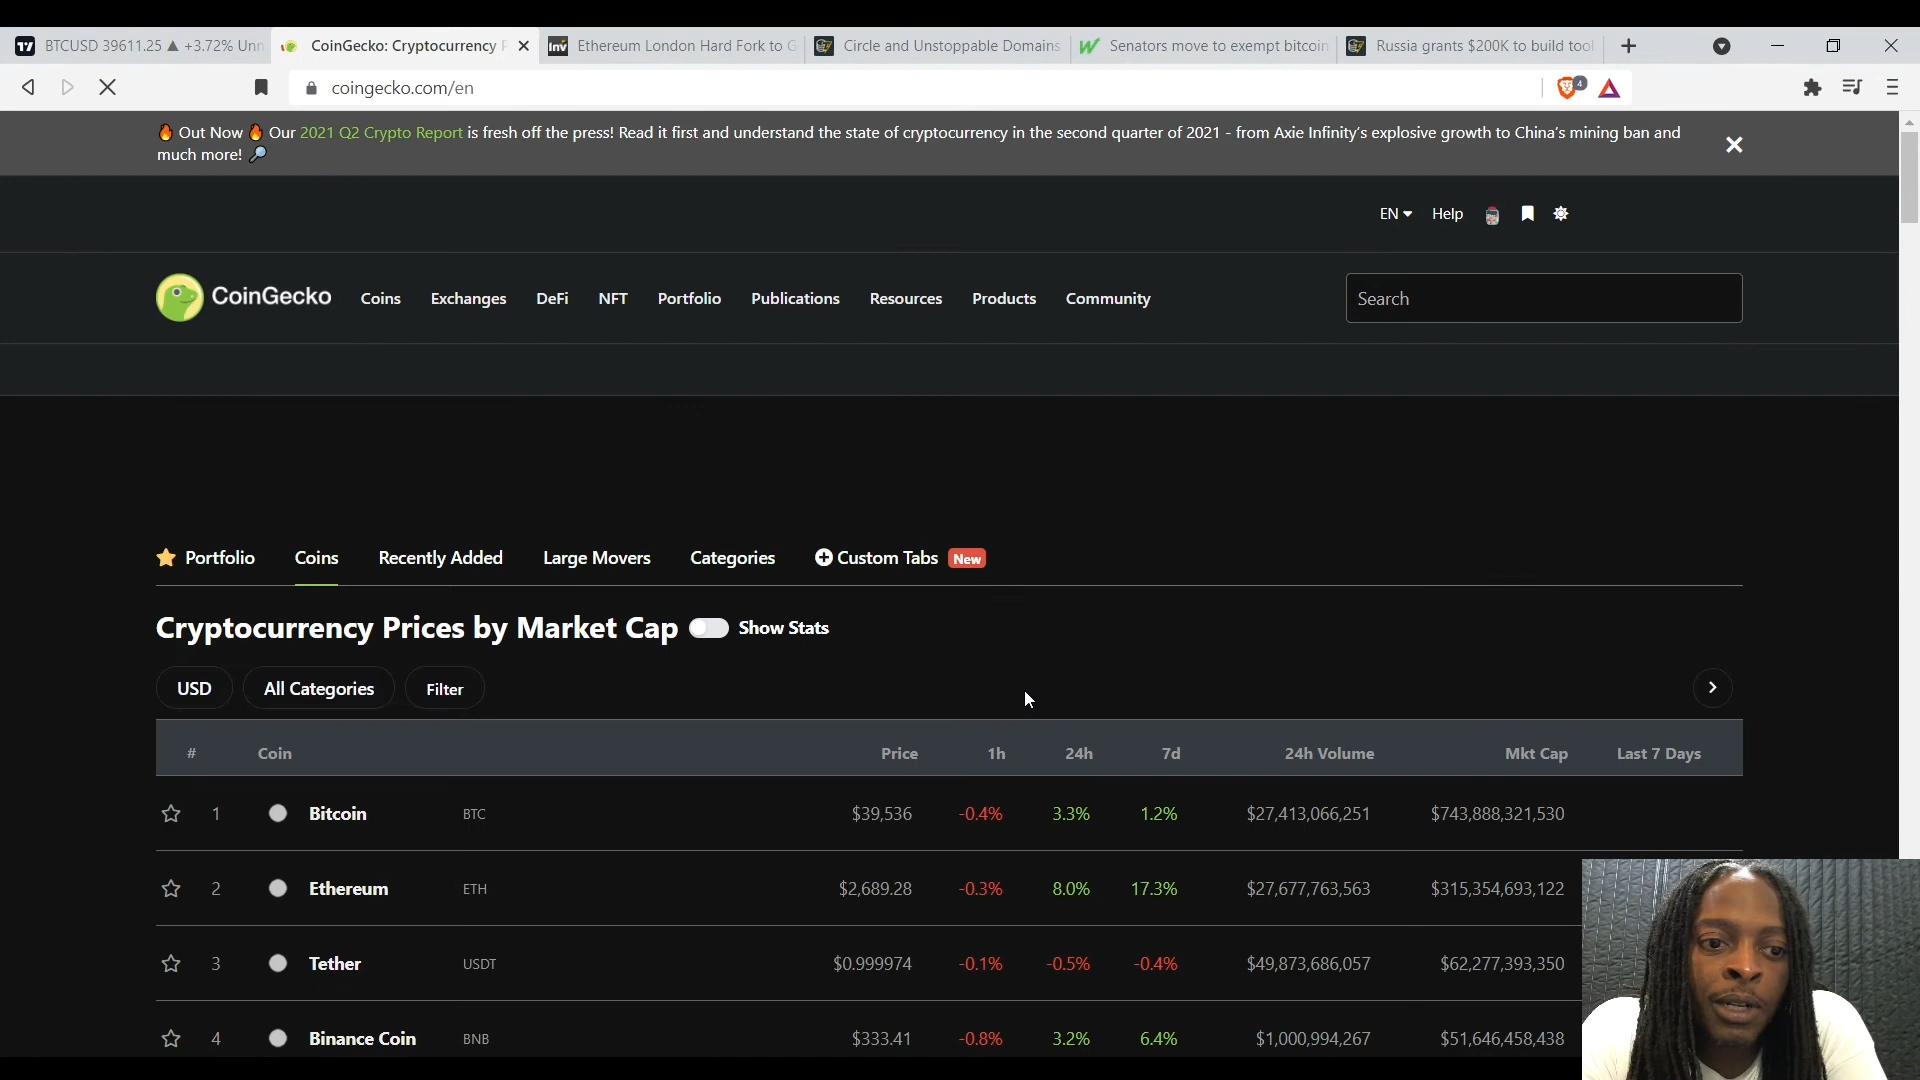 BTCUSD 39611.25 ▲ +3.72% Unn
CoinGecko: Cryptocurrency P
Ethereum London Hard Fork to G
Circle and Unstoppable Domains
Senators move to exempt bitcoin
Russia grants $200K to build tool
coingecko.com/en
4
🔥 Out Now 🔥 Our 2021 Q2 Crypto Report is fresh off the press! Read it first and understand the state of cryptocurrency in the second quarter of 2021 - from Axie Infinity's explosive growth to China's mining ban and
much more! 🔎
EN Help
CoinGecko Coins Exchanges DeFi NFT Portfolio Publications Resources Products Community Search
Portfolio Coins Recently Added Large Movers Categories Custom Tabs New
Cryptocurrency Prices by Market Cap Show Stats
USD All Categories Filter
# Coin Price 1h 24h 7d 24h Volume Mkt Cap Last 7 Days
1 Bitcoin BTC $39,536 -0.4% 3.3% 1.2% $27,413,066,251 $743,888,321,530
2 Ethereum ETH $2,689.28 -0.3% 8.0% 17.3% $27,677,763,563 $315,354,693,122
3 Tether USDT $0.999974 -0.1% -0.5% -0.4% $49,873,686,057 $62,277,393,350
4 Binance Coin BNB $333.41 -0.8% 3.2% 6.4% $1,000,994,267 $51,646,458,438